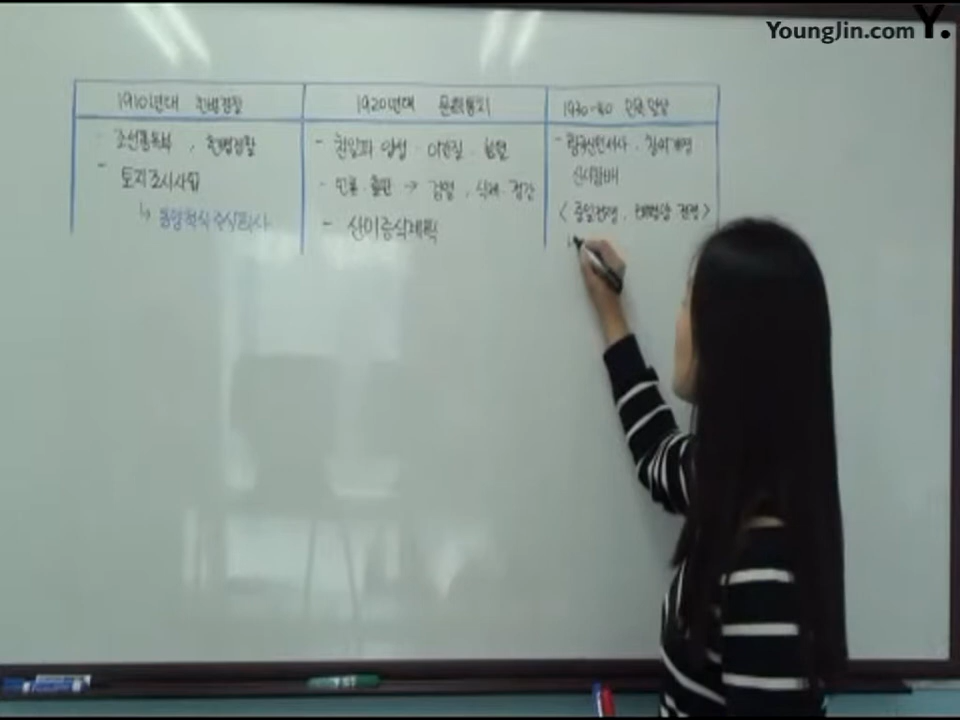 YoungJin.com Y.
1910년대 헌병경찰
1920년대 문화통치
1930-40 민족말살
조선총독부, 헌병경찰
- 토지조사사업
↳ 동양척식주식회사
- 친일파 양성·이간질·분열
- 언론·출판 → 검열, 삭제·정간
- 산미증식계획
- 황국신민서사·창씨개명
신사참배
< 중일전쟁, 태평양 전쟁 >